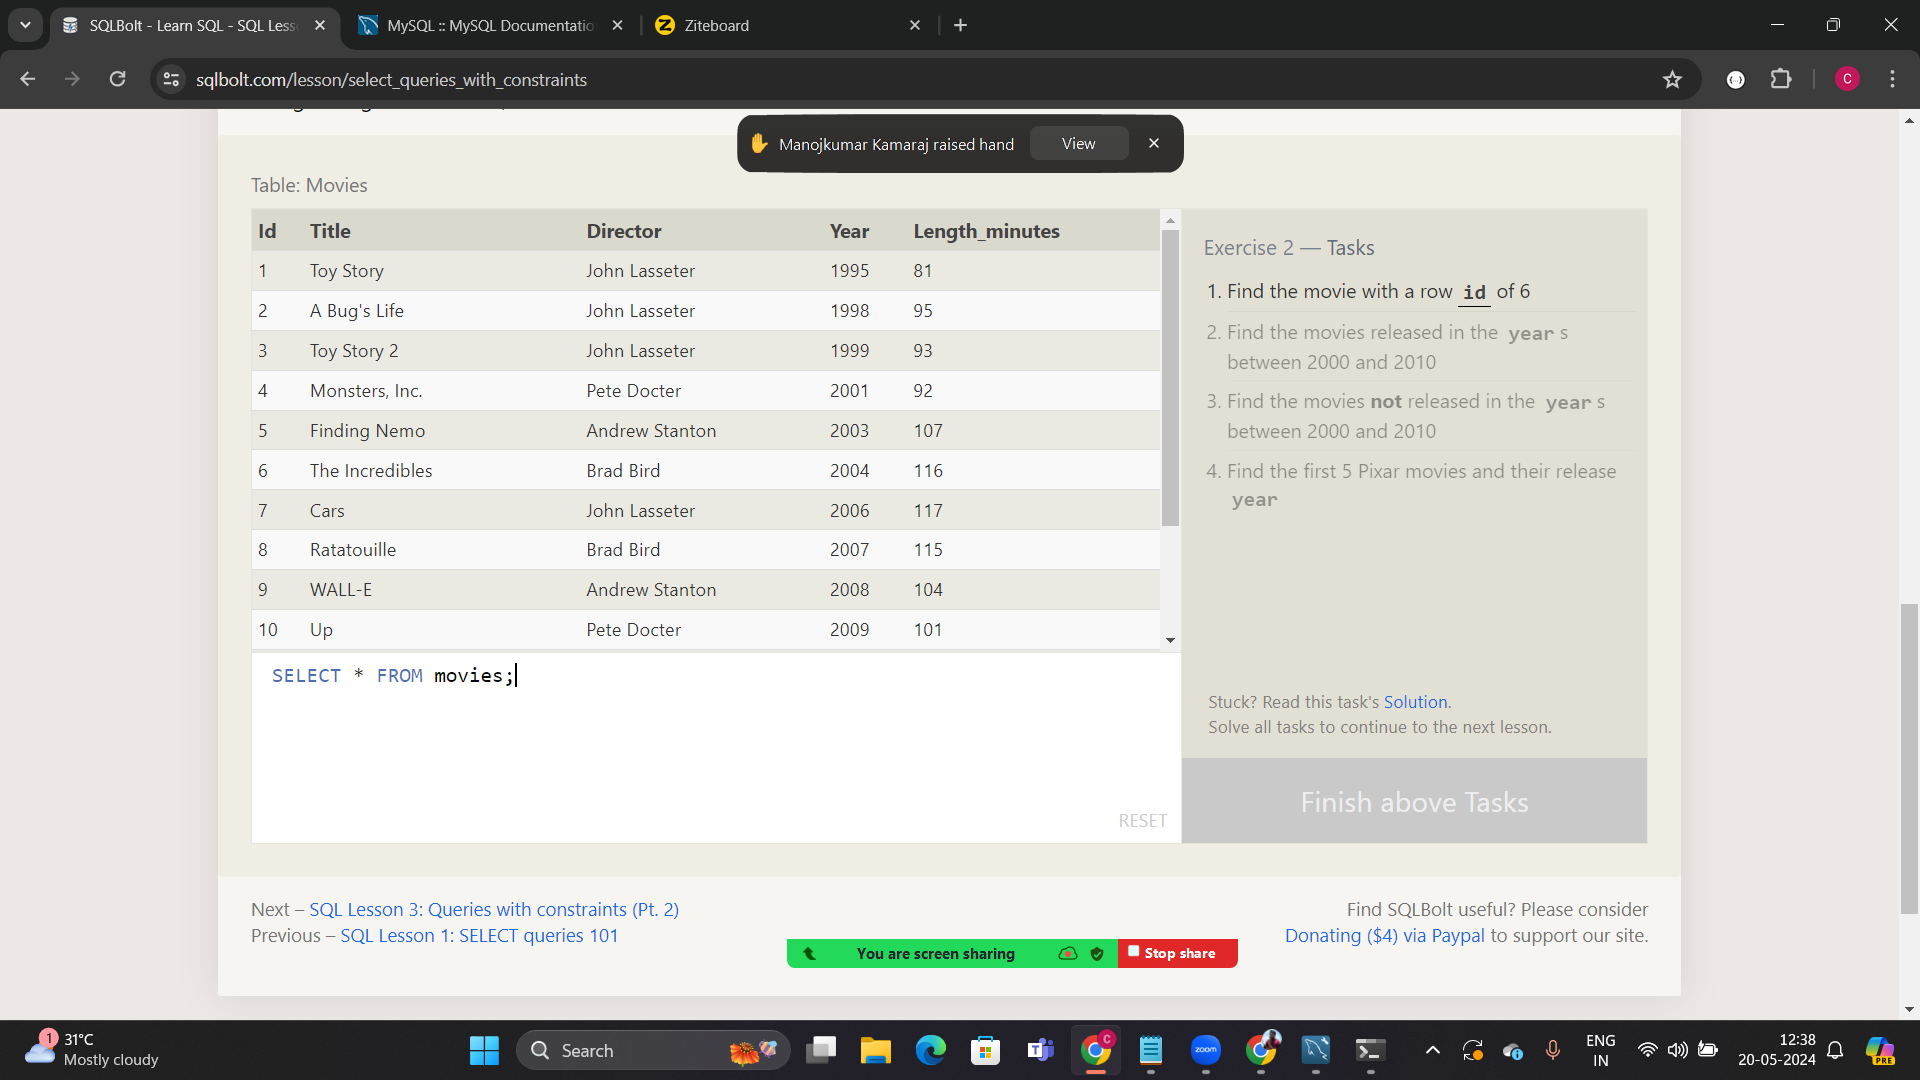 SQLBolt - Learn SQL - SQL Less
MySQL :: MySQL Documentatio
Ziteboard
sqlbolt.com/lesson/select_queries_with_constraints
C
Manojkumar Kamaraj raised hand View
Table: Movies
Id Title Director Year Length_minutes
1 Toy Story John Lasseter 1995 81
2 A Bug's Life John Lasseter 1998 95
3 Toy Story 2 John Lasseter 1999 93
4 Monsters, Inc. Pete Docter 2001 92
5 Finding Nemo Andrew Stanton 2003 107
6 The Incredibles Brad Bird 2004 116
7 Cars John Lasseter 2006 117
8 Ratatouille Brad Bird 2007 115
9 WALL-E Andrew Stanton 2008 104
10 Up Pete Docter 2009 101
SELECT * FROM movies;
RESET
Exercise 2 — Tasks
1. Find the movie with a row id of 6
2. Find the movies released in the year s
between 2000 and 2010
3. Find the movies not released in the year s
between 2000 and 2010
4. Find the first 5 Pixar movies and their release
year
Stuck? Read this task's Solution.
Solve all tasks to continue to the next lesson.
Finish above Tasks
Next – SQL Lesson 3: Queries with constraints (Pt. 2)
Previous – SQL Lesson 1: SELECT queries 101
Find SQLBolt useful? Please consider
Donating ($4) via Paypal to support our site.
You are screen sharing Stop share
1
31°C
Mostly cloudy
Search
C
zoom
ENG
IN
12:38
20-05-2024
PRE